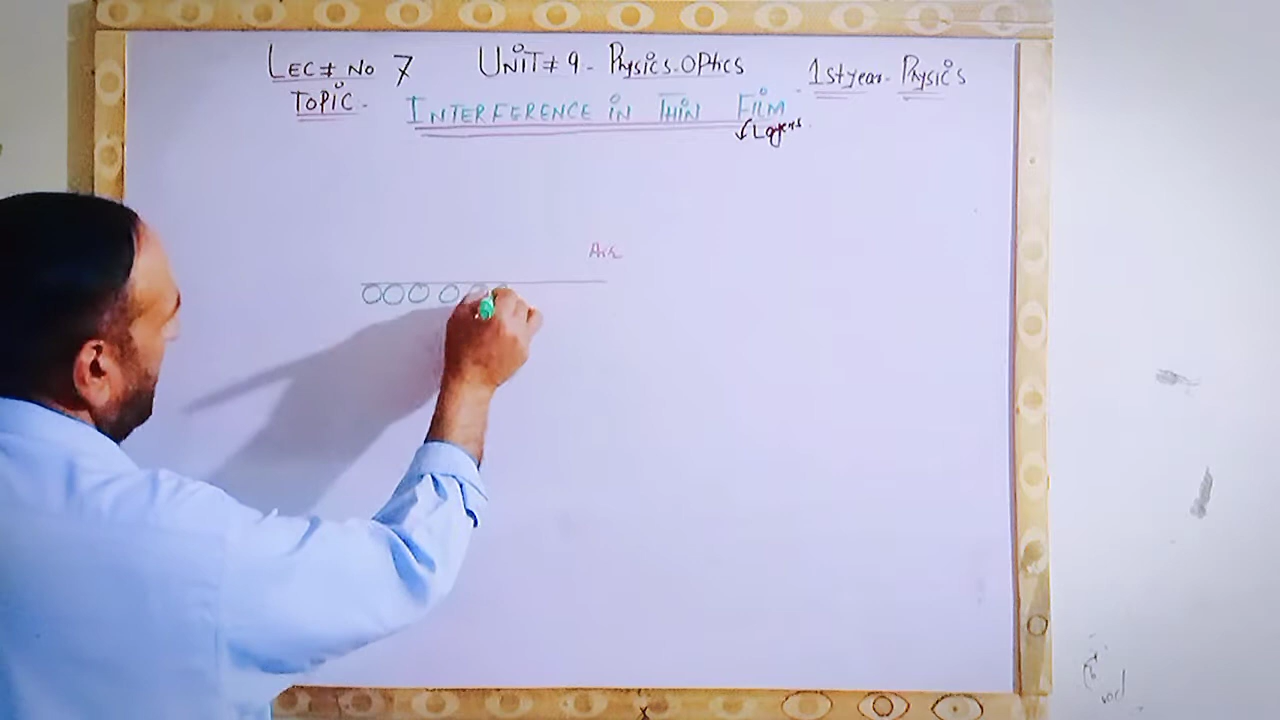 LEC # NO 7 UNIT # 9 - PHYSICS.OPTICS 1st year - PHYSICS
TOPIC - INTERFERENCE IN THIN FILM
Layers
Air